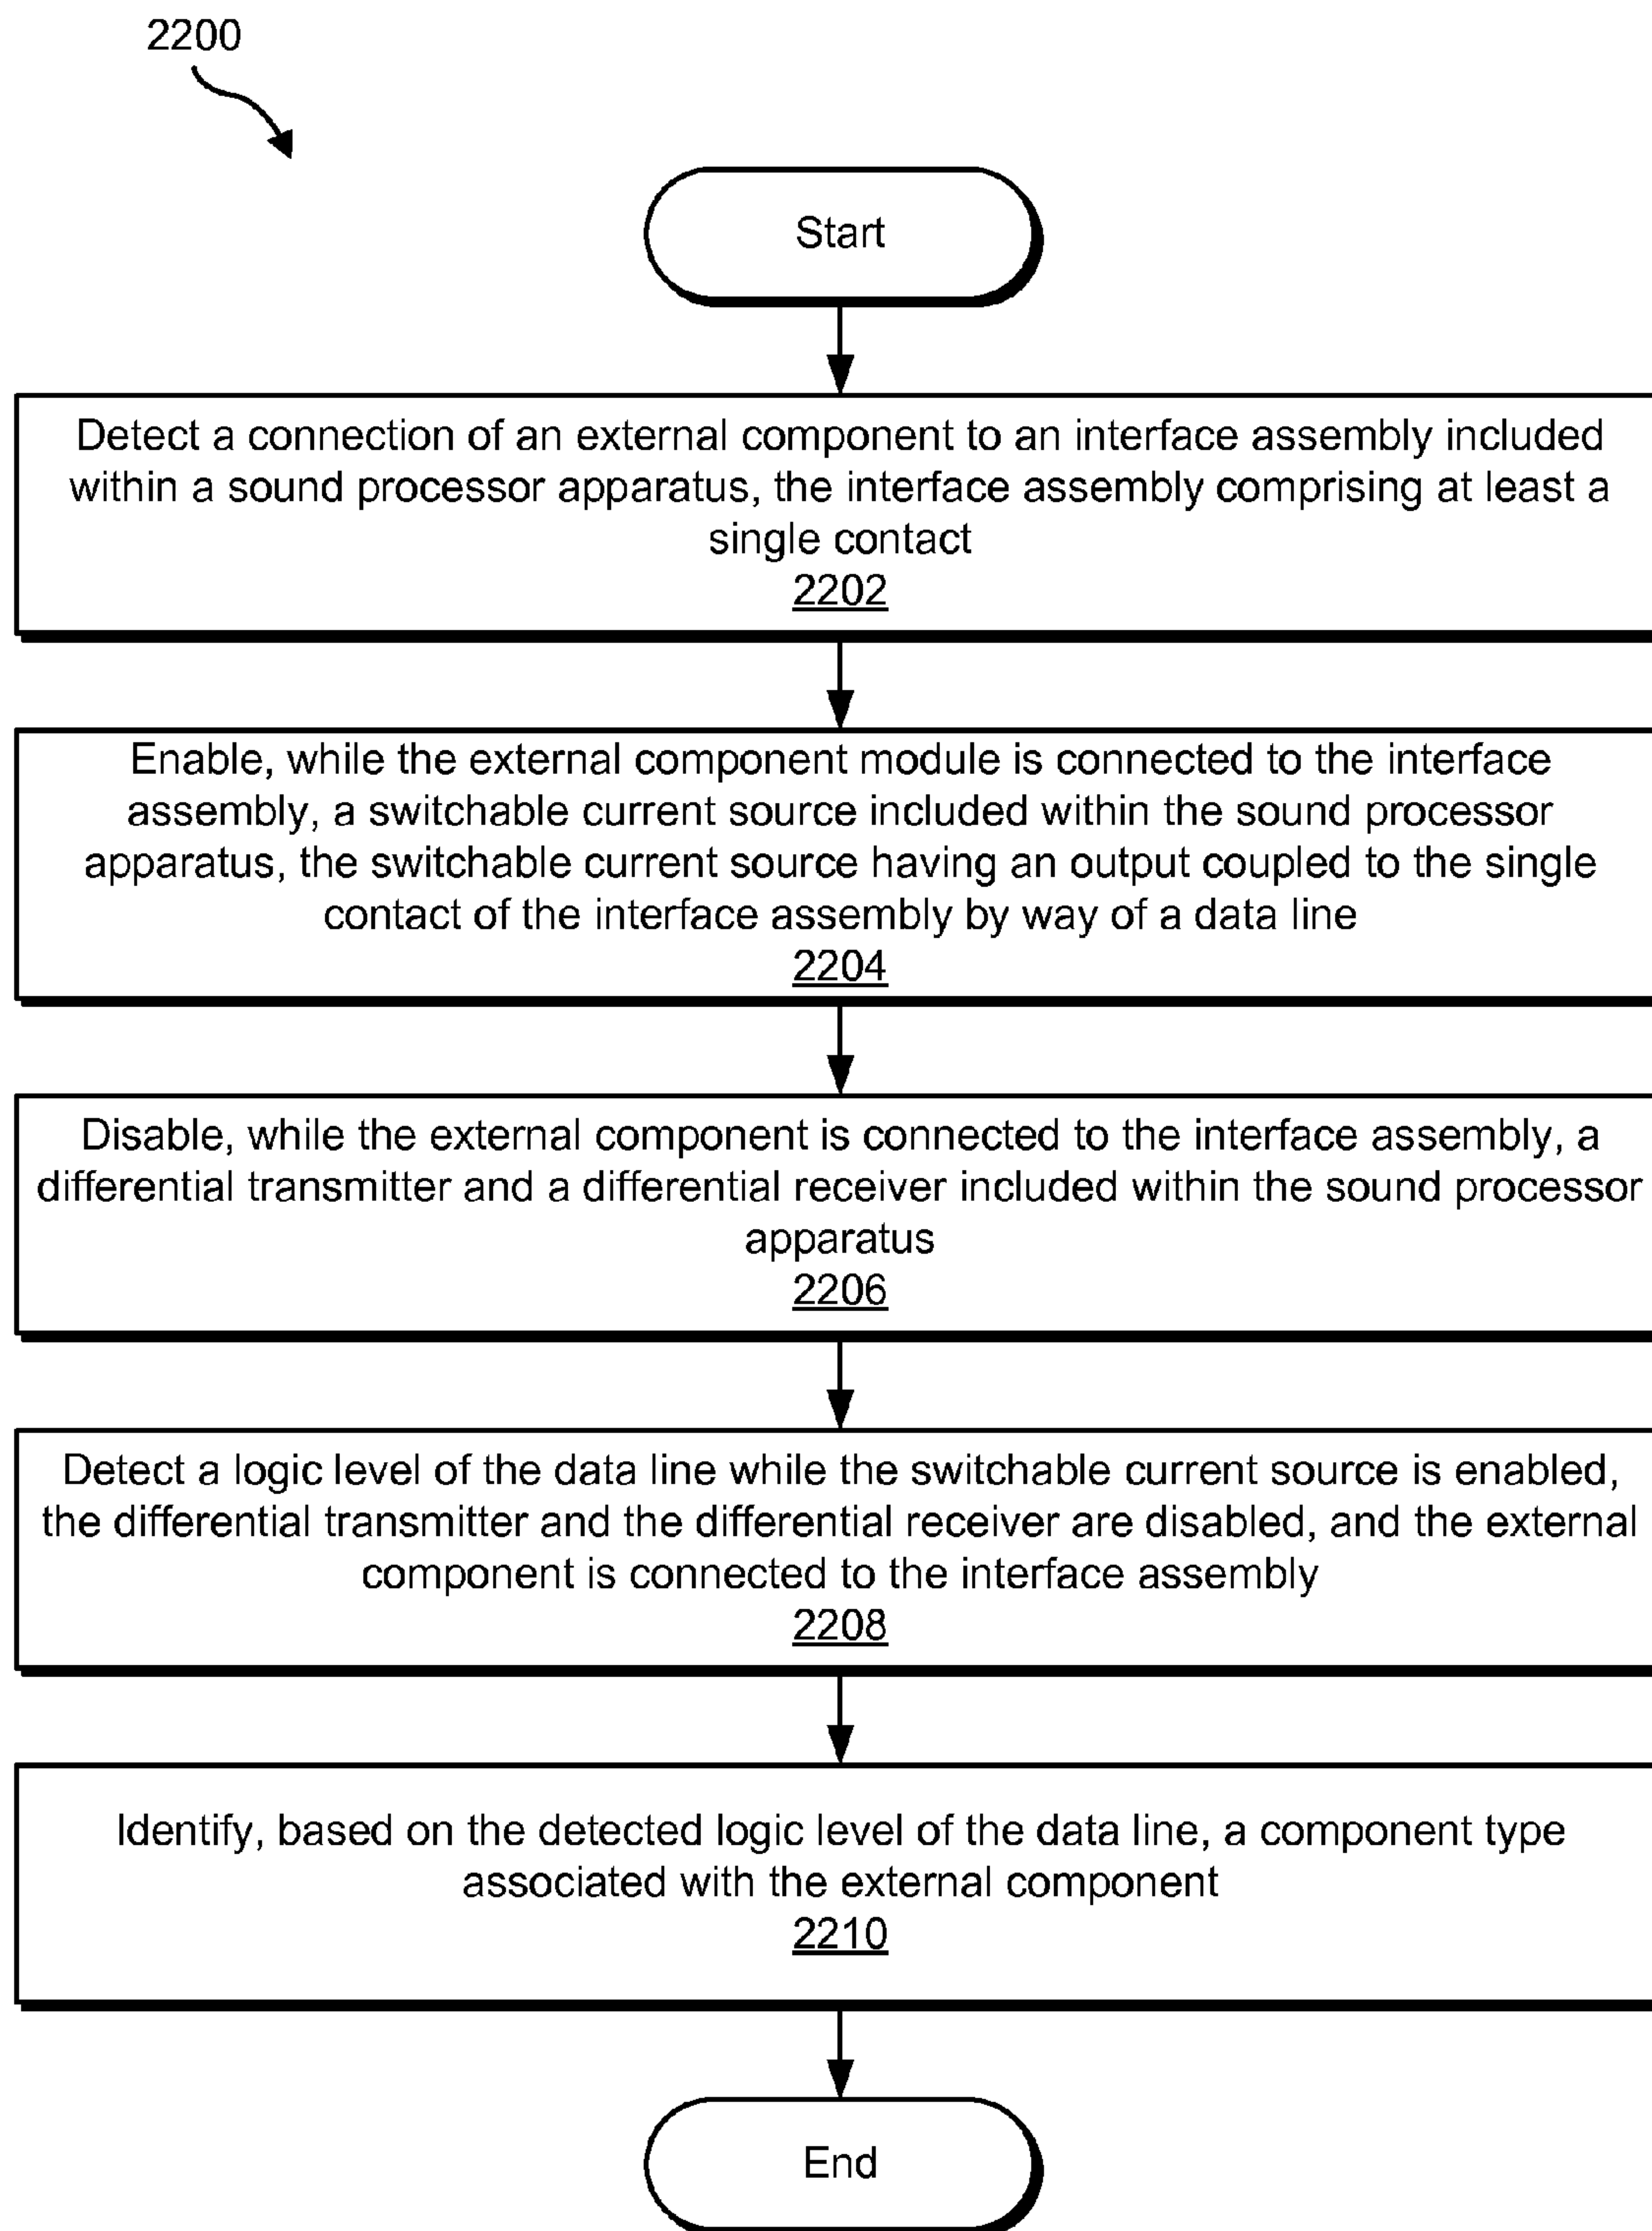 2200
Start
Detect a connection of an external component to an interface assembly included
within a sound processor apparatus, the interface assembly comprising at least a
single contact
2202
Enable, while the external component module is connected to the interface
assembly, a switchable current source included within the sound processor
apparatus, the switchable current source having an output coupled to the single
contact of the interface assembly by way of a data line
2204
Disable, while the external component is connected to the interface assembly, a
differential transmitter and a differential receiver included within the sound processor
apparatus
2206
Detect a logic level of the data line while the switchable current source is enabled,
the differential transmitter and the differential receiver are disabled, and the external
component is connected to the interface assembly
2208
Identify, based on the detected logic level of the data line, a component type
associated with the external component
2210
End